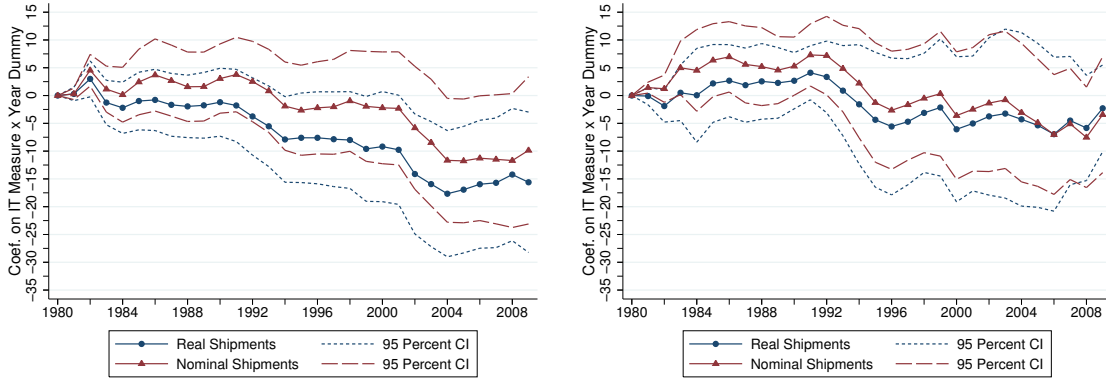 Coef. on IT Measure x Year Dummy
15
10
5
0
−5
−10
−15
−20
−25
−30
−35
1980 1984 1988 1992 1996 2000 2004 2008
Real Shipments 95 Percent CI
Nominal Shipments 95 Percent CI
Coef. on IT Measure x Year Dummy
15
10
5
0
−5
−10
−15
−20
−25
−30
−35
1980 1984 1988 1992 1996 2000 2004 2008
Real Shipments 95 Percent CI
Nominal Shipments 95 Percent CI